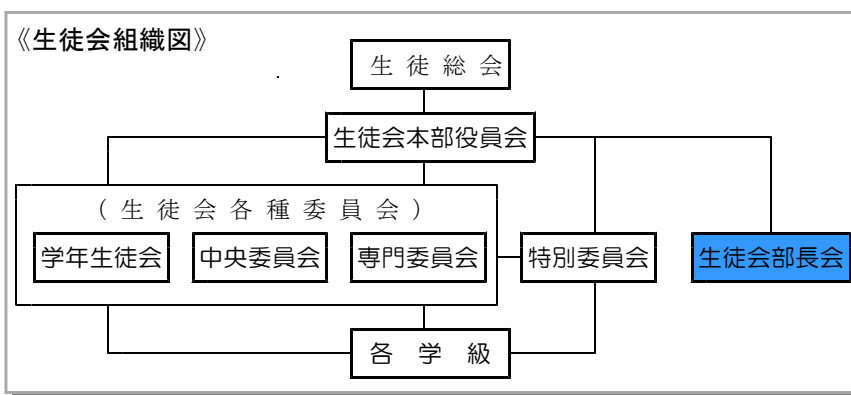 《生徒会組織図》
生徒総会
生徒会本部役員会
(生徒会各種委員会)
学年生徒会 中央委員会 専門委員会 特別委員会 生徒会部長会
各学級